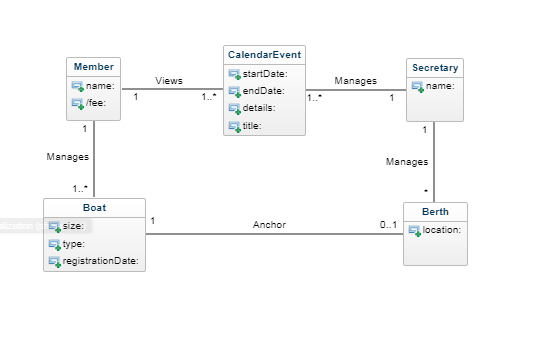 CalendarEvent
startDate:
endDate:
details:
title:
Member
name:
/fee:
Secretary
name:
Views
1
1..*
Manages
1..*
1
1
Manages
1..*
1
Manages
*
Boat
size:
type:
registrationDate:
1
Anchor
0..1
Berth
location: